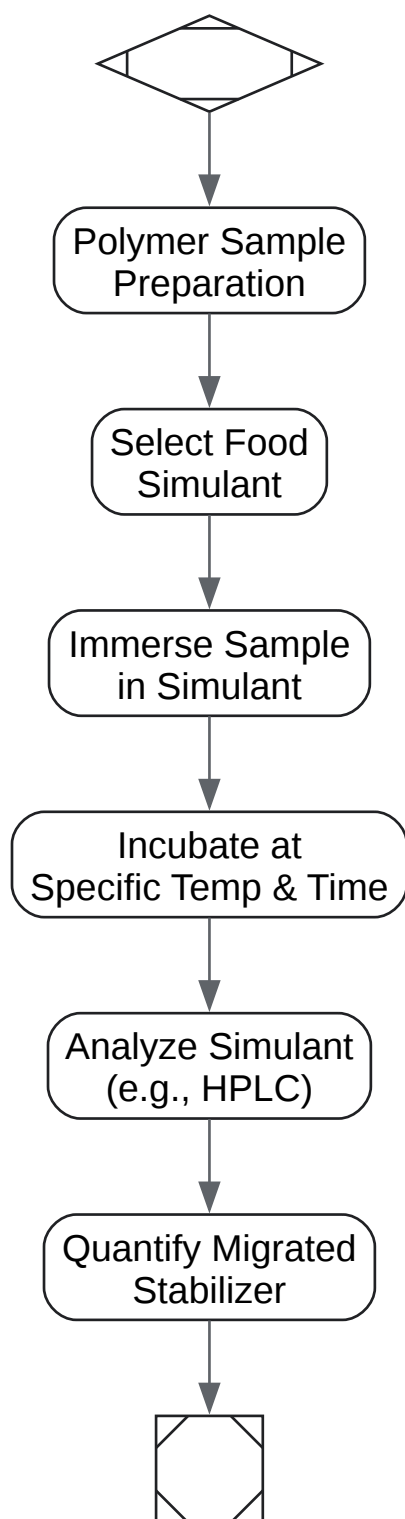 Polymer Sample
Preparation
Select Food
Simulant
Immerse Sample
in Simulant
Incubate at
Specific Temp & Time
Analyze Simulant
(e.g., HPLC)
Quantify Migrated
Stabilizer